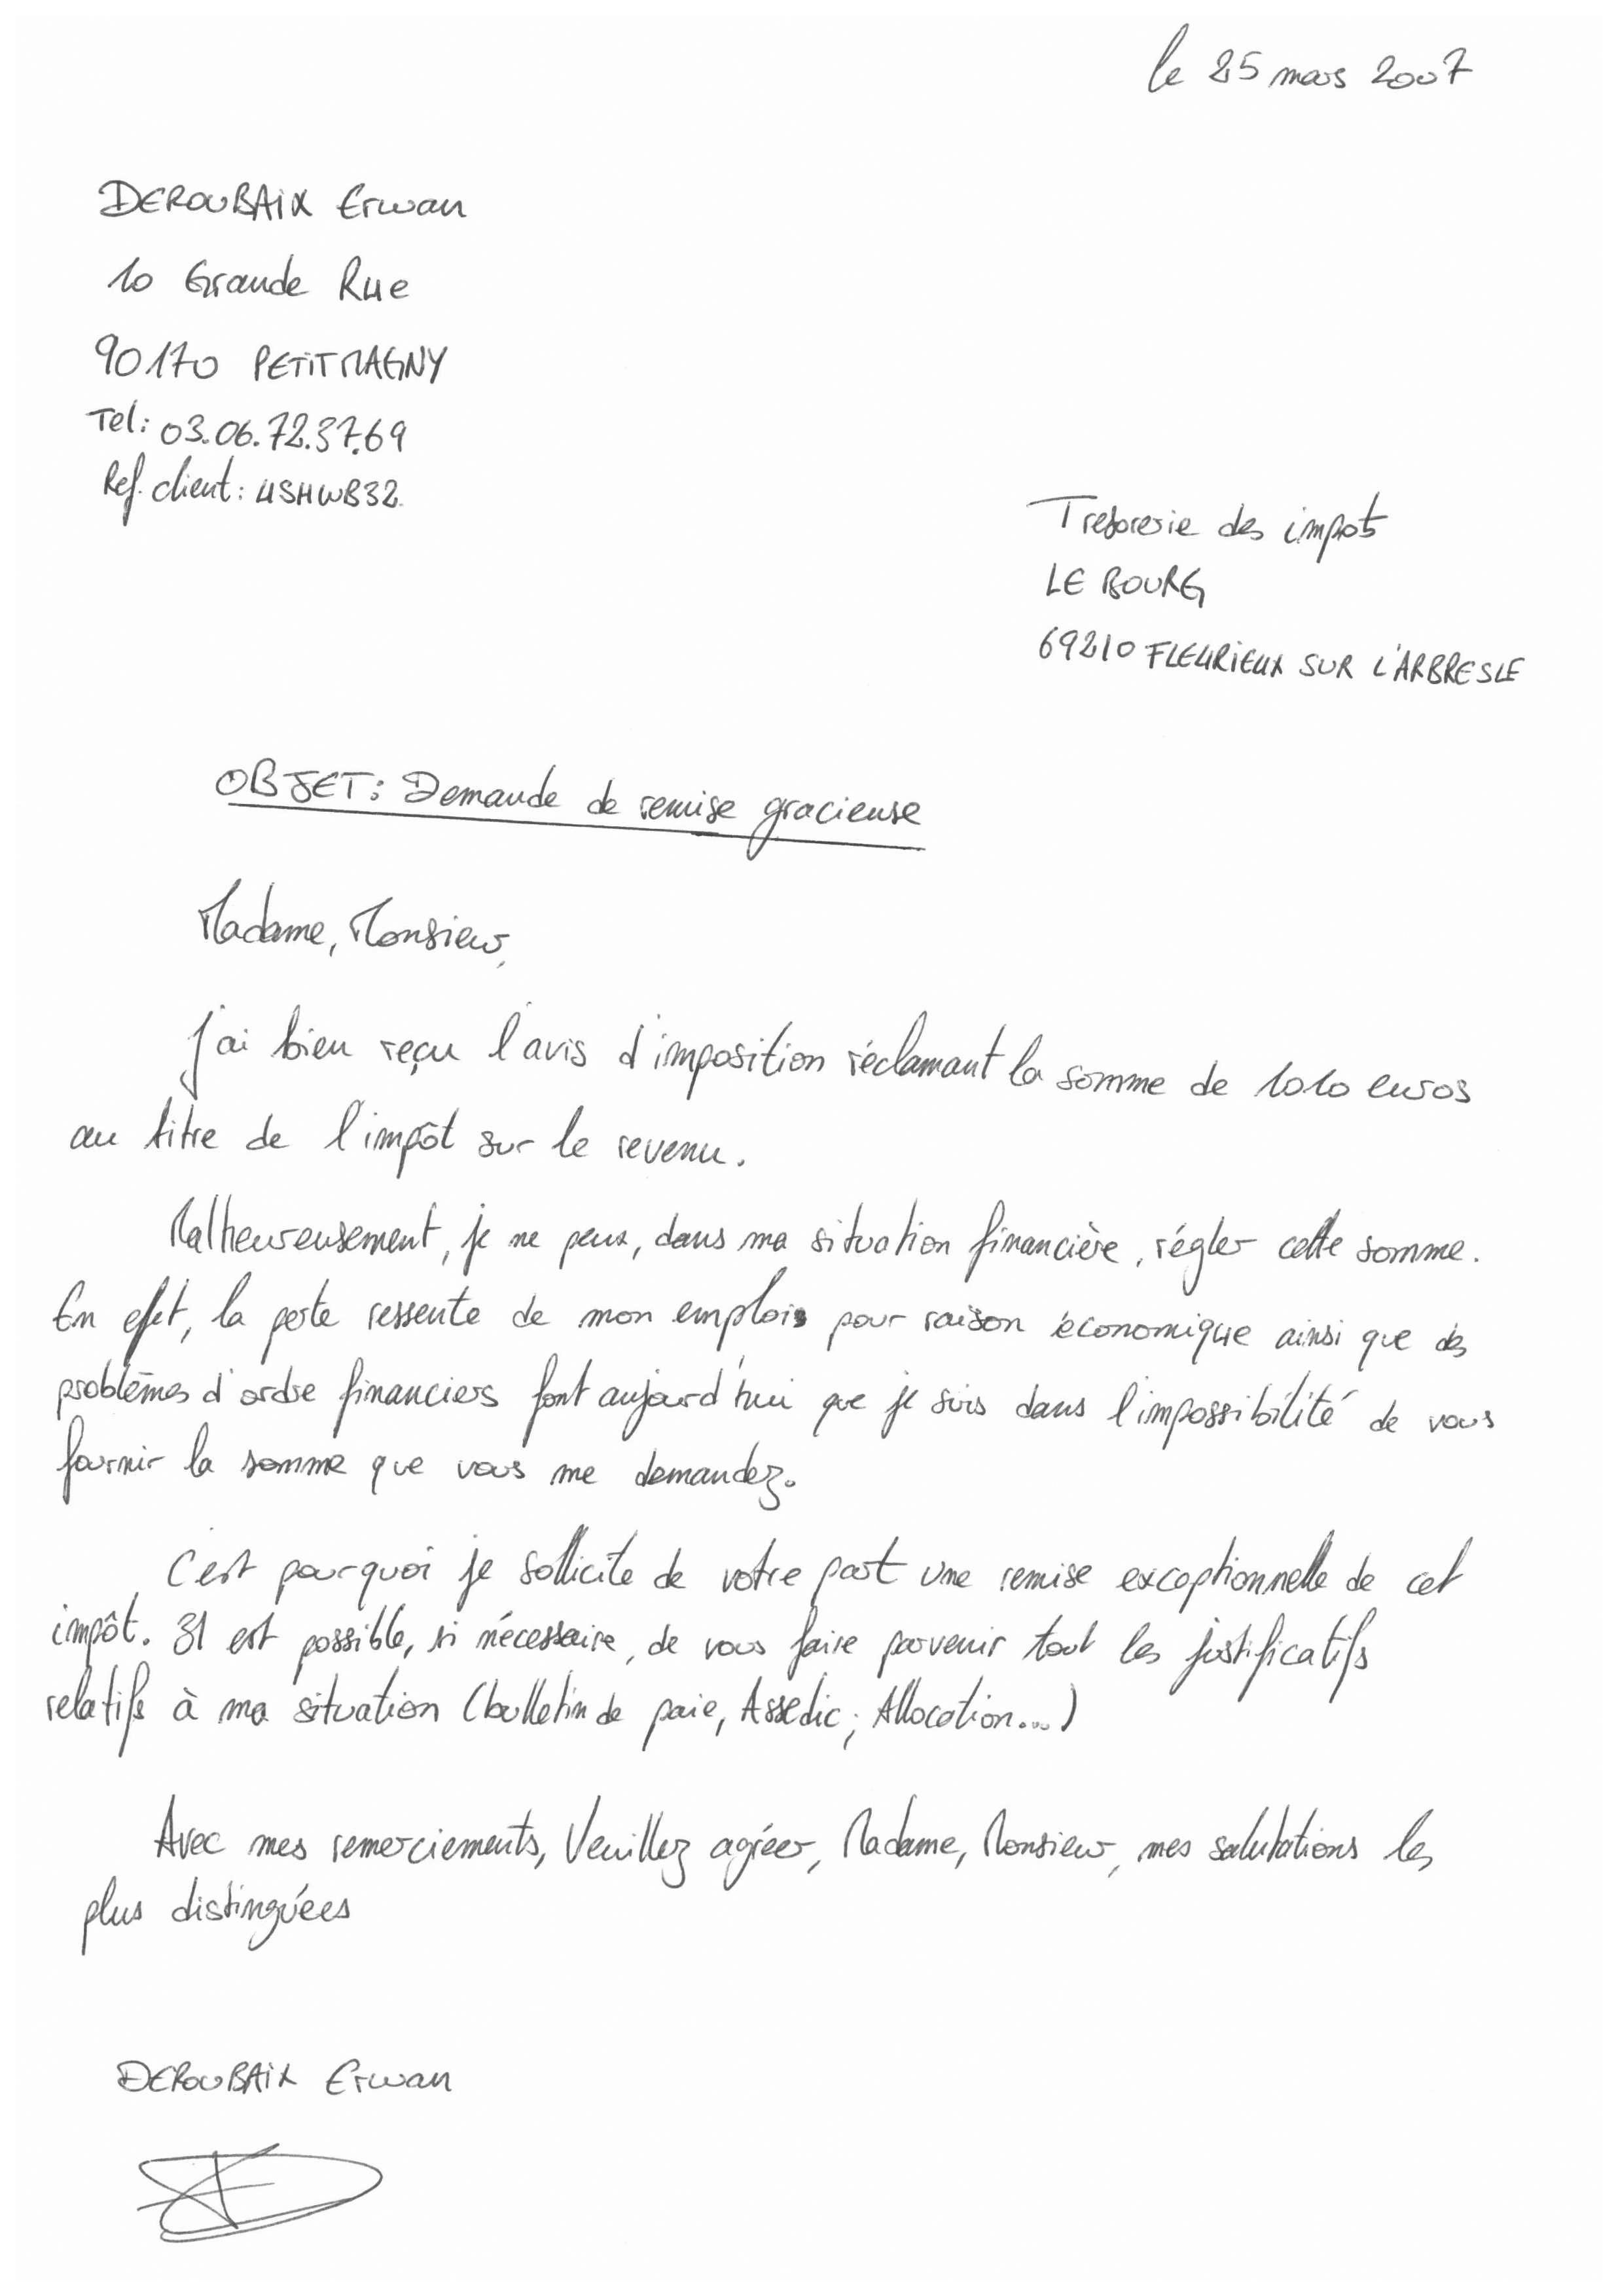 le 25 mars 2007
DEROUBAIX Erwan
10 Grande Rue
90170 PETITMAGNY
Tel: 03.06.72.37.69
Ref. client: USHWB32
Tresorerie des impots
LE BOURG
69210 FLEURIEUX SUR L'ARBRESLE
OBJET: Demande de remise gracieuse
Madame, Monsieur,
J'ai bien reçu l'avis d'imposition réclamant la somme de 1010 euros
au titre de l'impôt sur le revenu.
Malheureusement, je ne peux, dans ma situation financière, régler cette somme.
En effet, la perte ressente de mon emplois pour raison économique ainsi que des
problèmes d'ordre financiers font aujourd'hui que je suis dans l'impossibilité de vous
fournir la somme que vous me demandez.
C'est pourquoi je sollicite de votre part une remise exceptionnelle de cet
impôt. Il est possible, si nécessaire, de vous faire parvenir tout les justificatifs
relatifs à ma situation (bulletin de paie, Assedic, Allocation...)
Avec mes remerciements, Veuillez agréer, Madame, Monsieur, mes salutations les
plus distinguées
DEROUBAIX Erwan